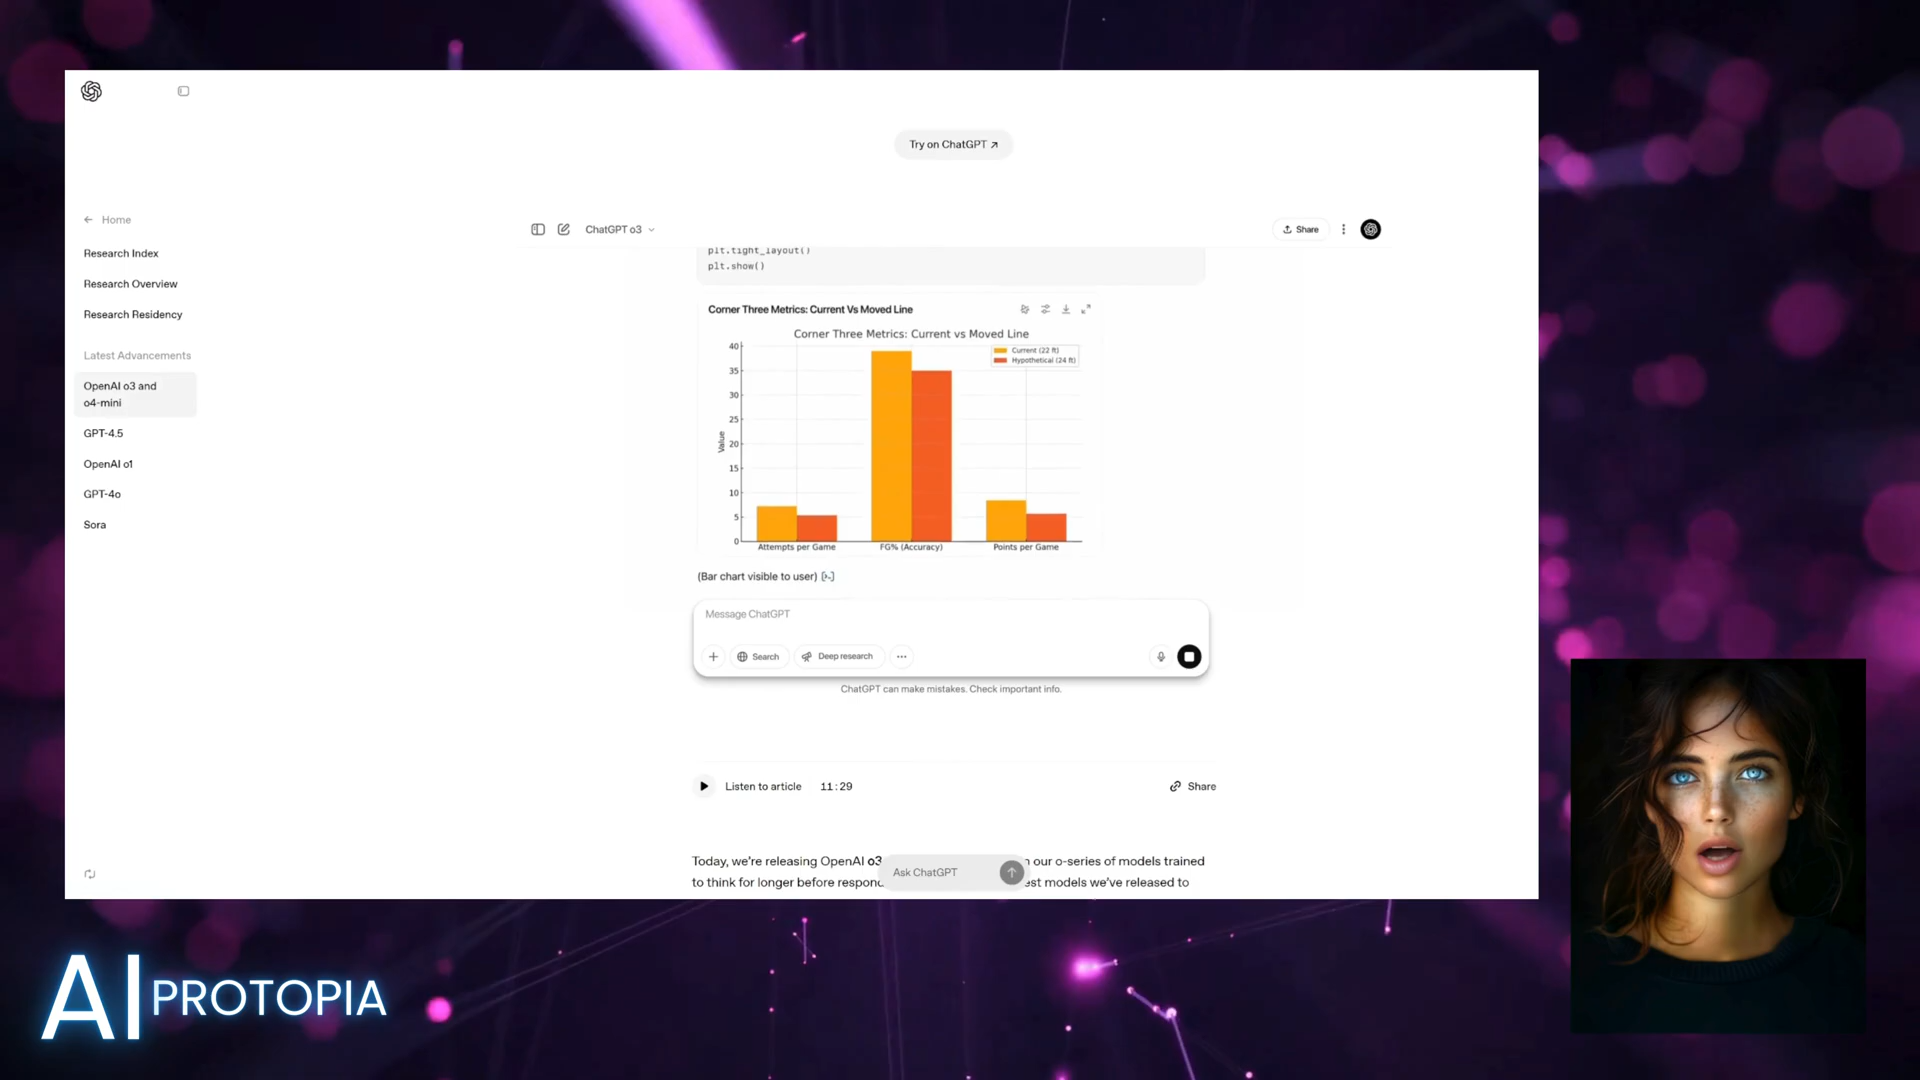 Try on ChatGPT ↗
← Home
Research Index
Research Overview
Research Residency
Latest Advancements
OpenAI o3 and
o4-mini
GPT-4.5
OpenAI o1
GPT-4o
Sora
ChatGPT o3
Share
plt.tight_layout()
plt.show()
Corner Three Metrics: Current Vs Moved Line
Corner Three Metrics: Current vs Moved Line
Current (22 ft)
Hypothetical (24 ft)
Value
40
35
30
25
20
15
10
5
0
Attempts per Game
FG% (Accuracy)
Points per Game
(Bar chart visible to user)
Message ChatGPT
Search
Deep research
ChatGPT can make mistakes. Check important info.
Listen to article 11:29
Share
Today, we're releasing OpenAI o3 our o-series of models trained
to think for longer before models we've released to
Ask ChatGPT
AI PROTOPIA